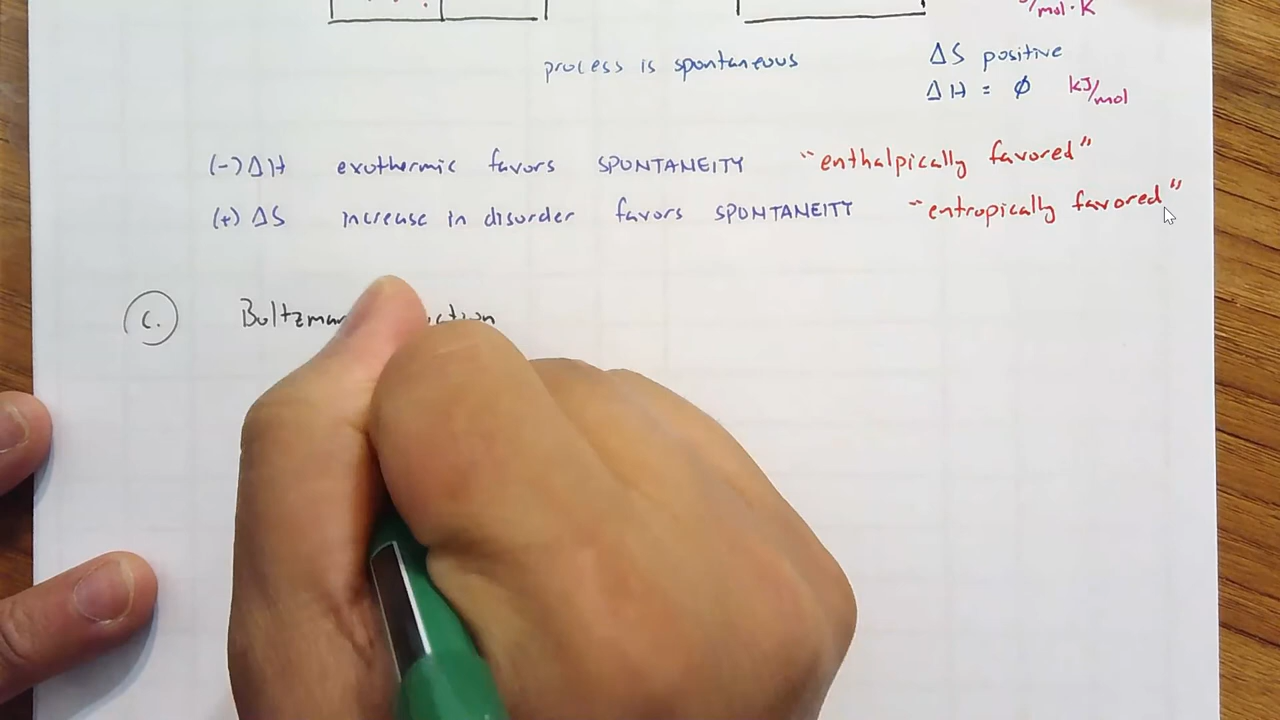 /mol·K
process is spontaneous
ΔS positive
ΔH = ϕ kJ/mol
(-) ΔH exothermic favors SPONTANEITY "enthalpically favored"
(+) ΔS increase in disorder favors SPONTANEITY "entropically favored"
C.